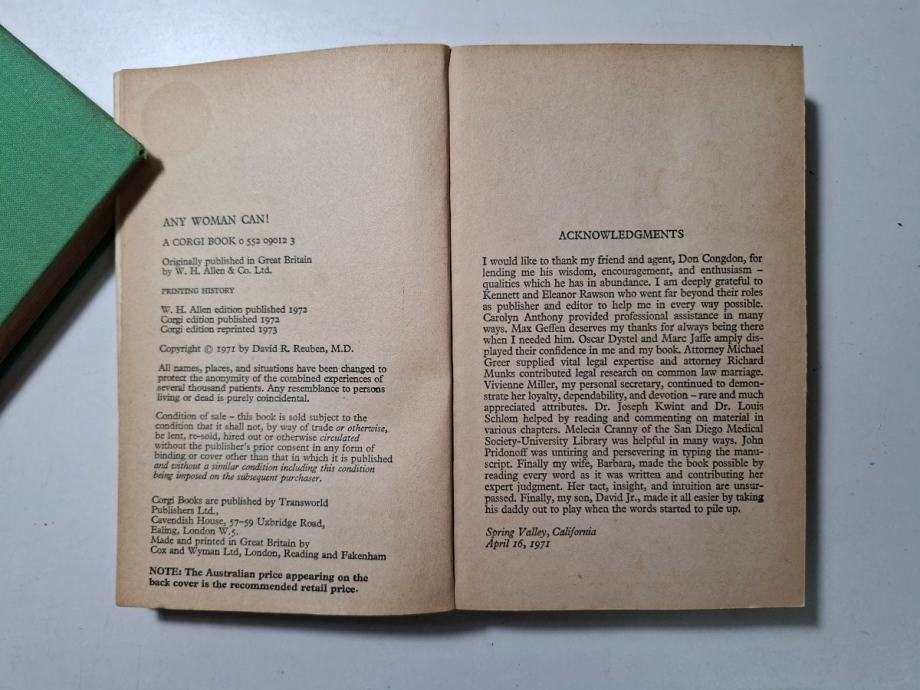 ANY WOMAN CAN!
A CORGI BOOK 0 552 09012 3
Originally published in Great Britain
by W. H. Allen & Co. Ltd.
PRINTING HISTORY
W. H. Allen edition published 1972
Corgi edition published 1972
Corgi edition reprinted 1973
Copyright © 1971 by David R. Reuben, M.D.
All names, places, and situations have been changed to
protect the anonymity of the combined experiences of
several thousand patients. Any resemblance to persons
living or dead is purely coincidental.
Condition of sale – this book is sold subject to the
condition that it shall not, by way of trade or otherwise,
be lent, re-sold, hired out or otherwise circulated
without the publisher's prior consent in any form of
binding or cover other than that in which it is published
and without a similar condition including this condition
being imposed on the subsequent purchaser.
Corgi Books are published by Transworld
Publishers Ltd.,
Cavendish House, 57–59 Uxbridge Road,
Ealing, London W.5.
Made and printed in Great Britain by
Cox and Wyman Ltd, London, Reading and Fakenham
NOTE: The Australian price appearing on the
back cover is the recommended retail price.
ACKNOWLEDGMENTS
I would like to thank my friend and agent, Don Congdon, for
lending me his wisdom, encouragement, and enthusiasm –
qualities which he has in abundance. I am deeply grateful to
Kennett and Eleanor Rawson who went far beyond their roles
as publisher and editor to help me in every way possible.
Carolyn Anthony provided professional assistance in many
ways. Max Geffen deserves my thanks for always being there
when I needed him. Oscar Dystel and Marc Jaffe amply dis-
played their confidence in me and my book. Attorney Michael
Greer supplied vital legal expertise and attorney Richard
Munks contributed legal research on common law marriage.
Vivienne Miller, my personal secretary, continued to demon-
strate her loyalty, dependability, and devotion – rare and much
appreciated attributes. Dr. Joseph Kwint and Dr. Louis
Schlom helped by reading and commenting on material in
various chapters. Melecia Cranny of the San Diego Medical
Society-University Library was helpful in many ways. John
Pridonoff was untiring and persevering in typing the manu-
script. Finally my wife, Barbara, made the book possible by
reading every word as it was written and contributing her
expert judgment. Her tact, insight, and intuition are unsur-
passed. Finally, my son, David Jr., made it all easier by taking
his daddy out to play when the words started to pile up.
Spring Valley, California
April 16, 1971